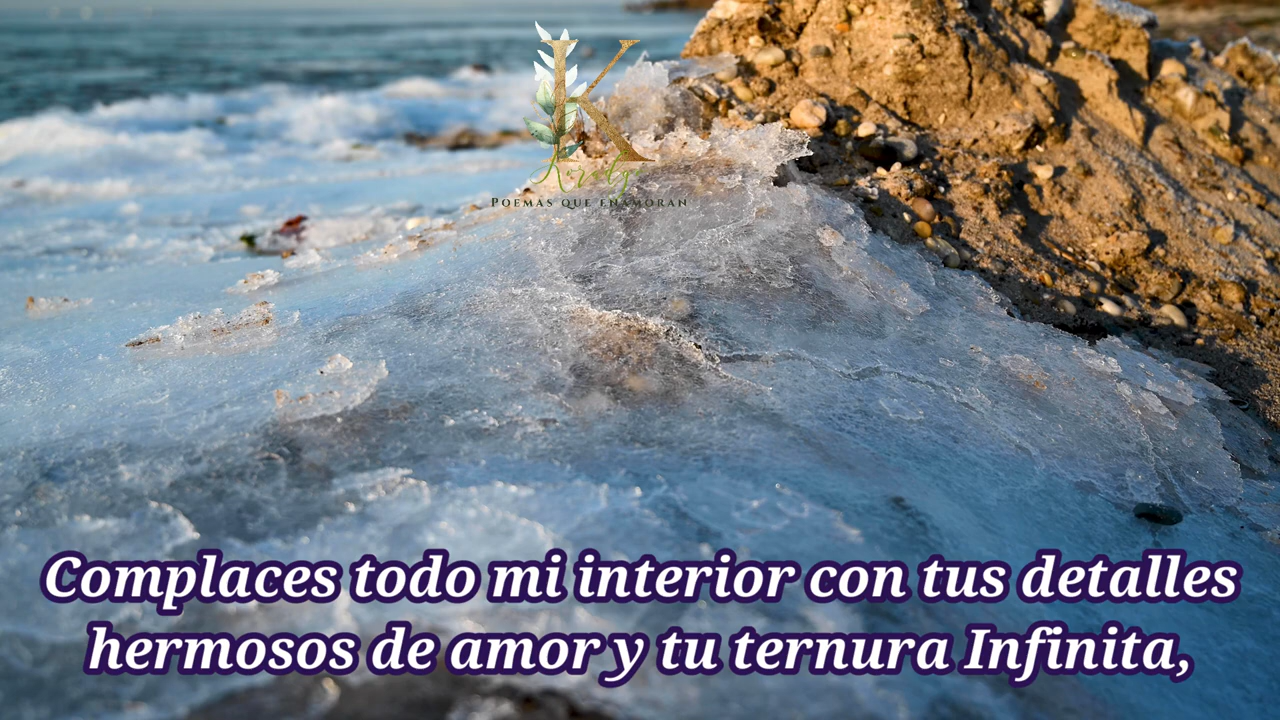 K
POEMAS QUE ENAMORAN
Complaces todo mi interior con tus detalles
hermosos de amor y tu ternura Infinita,